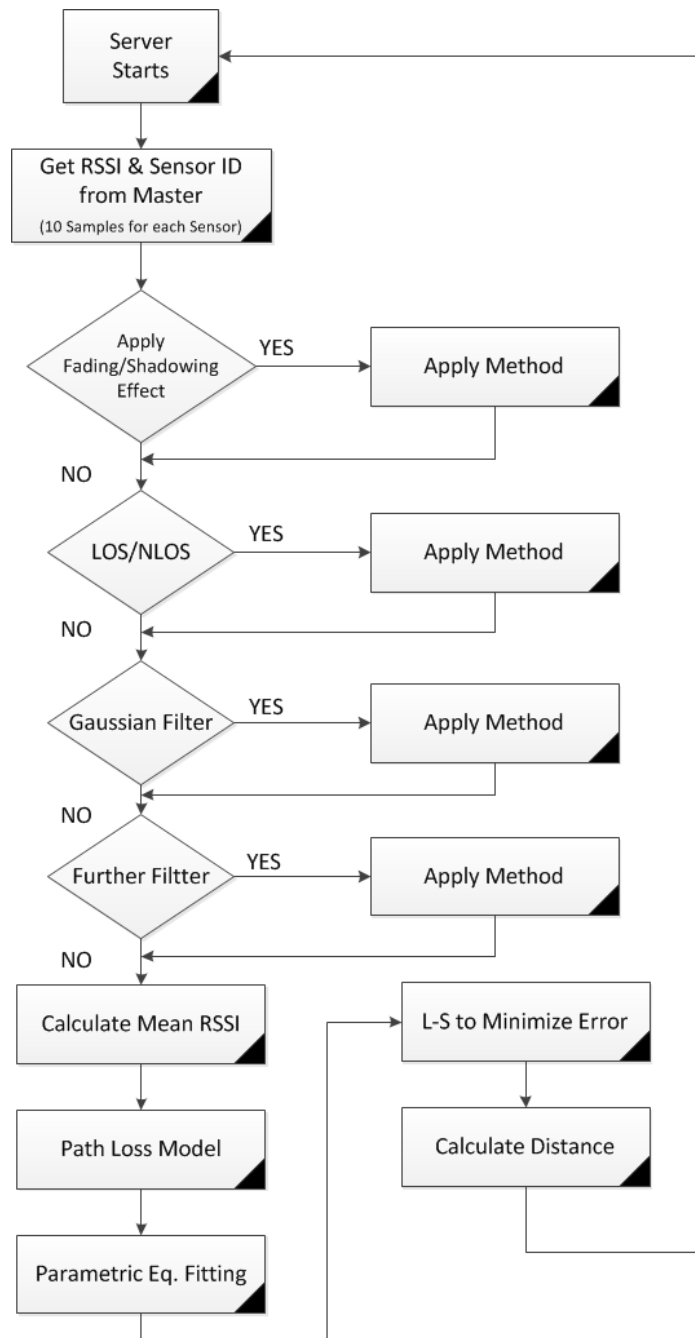 Server
Starts
Get RSSI & Sensor ID
from Master
(10 Samples for each Sensor)
Apply
Fading/Shadowing
Effect
YES
Apply Method
NO
LOS/NLOS
YES
Apply Method
NO
Gaussian Filter
YES
Apply Method
NO
Further Filtter
YES
Apply Method
NO
Calculate Mean RSSI
Path Loss Model
Parametric Eq. Fitting
L-S to Minimize Error
Calculate Distance